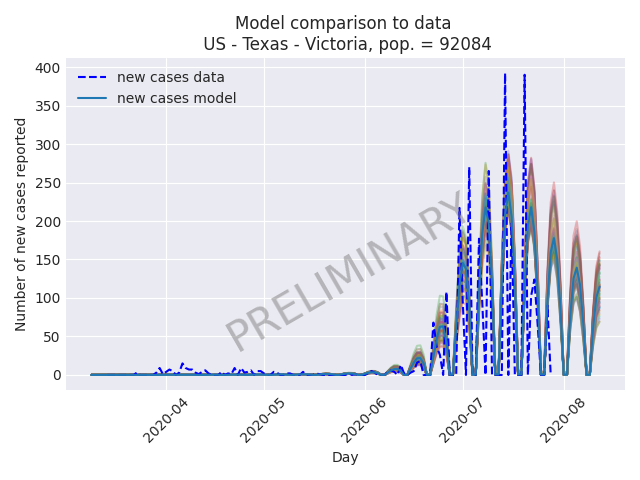 Model comparison to data
US - Texas - Victoria, pop. = 92084
new cases data
new cases model
400
350
300
250
200
150
100
50
0
Number of new cases reported
PRELIMINARY
2020-04
2020-05
2020-06
2020-07
2020-08
Day